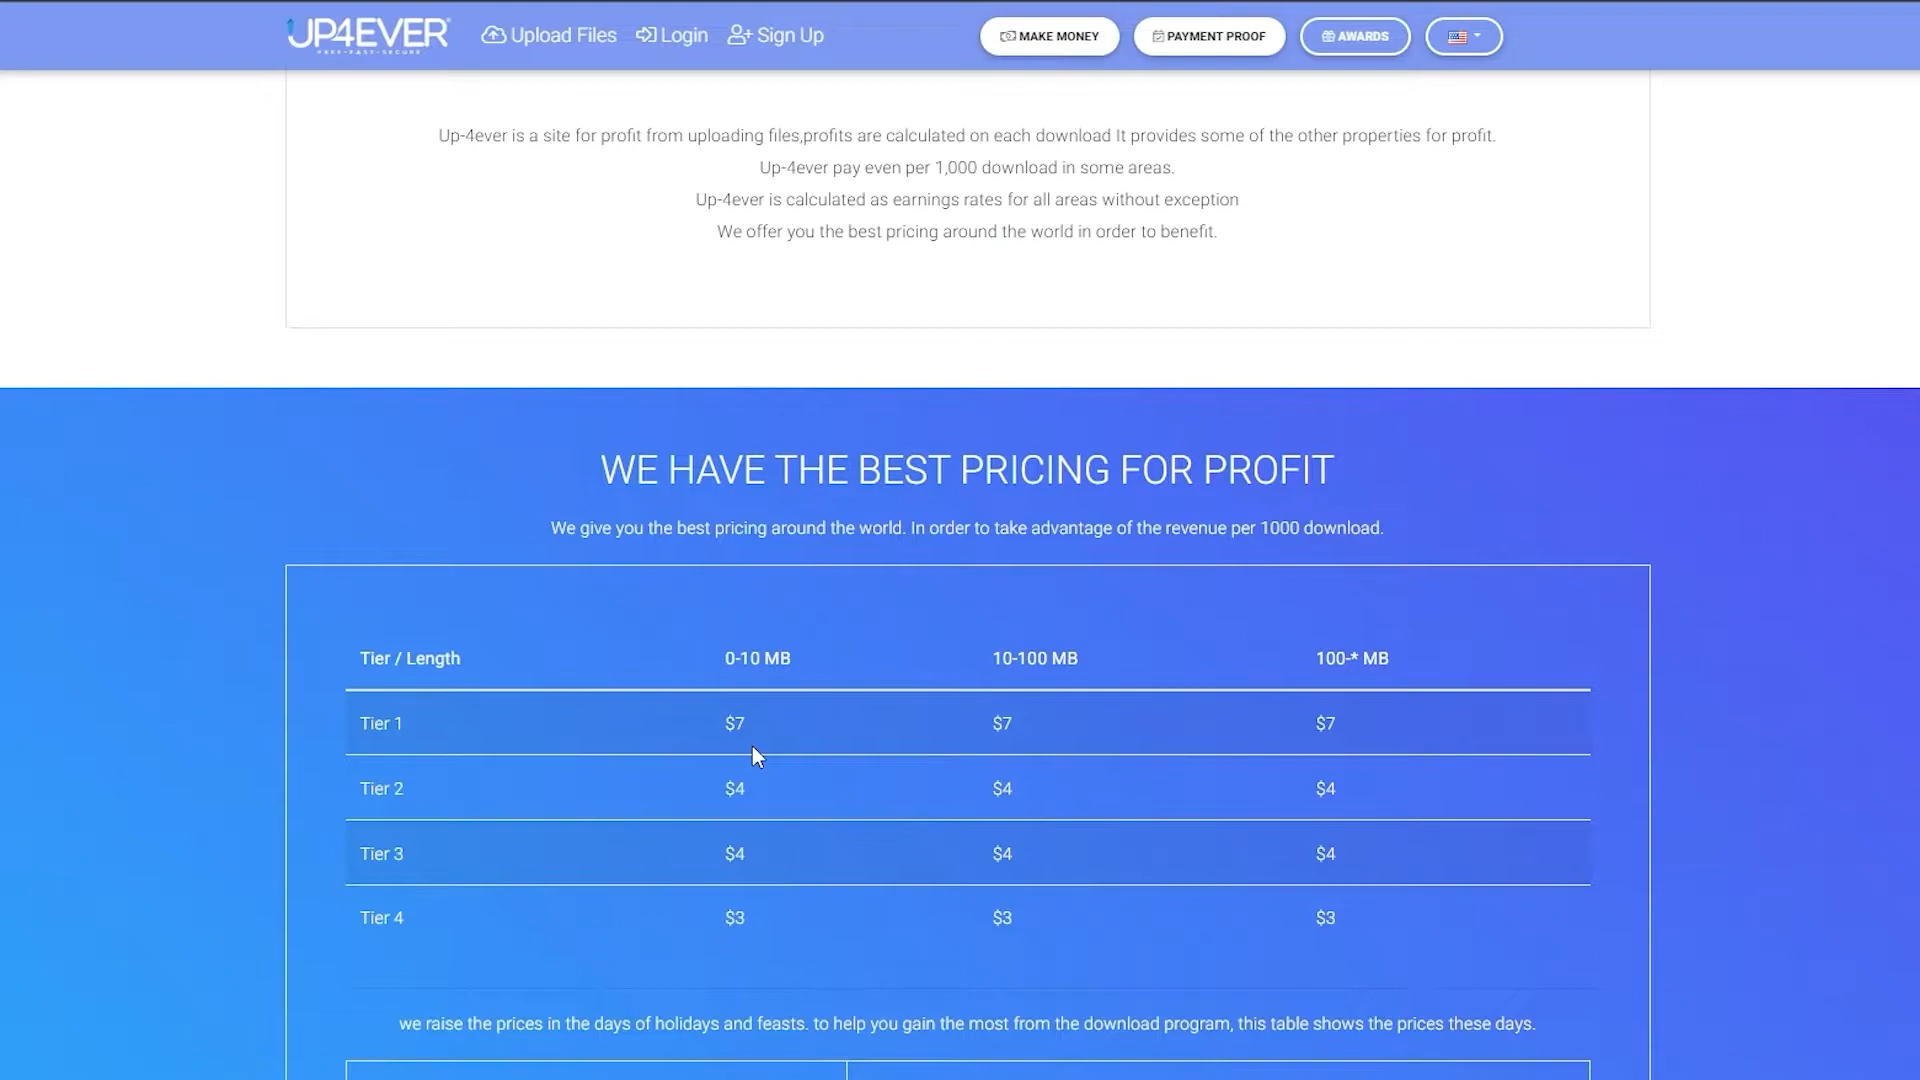 UP4EVER
FREE-FAST-SECURE
Upload Files
Login
Sign Up
MAKE MONEY
PAYMENT PROOF
AWARDS
Up-4ever is a site for profit from uploading files,profits are calculated on each download It provides some of the other properties for profit.
Up-4ever pay even per 1,000 download in some areas.
Up-4ever is calculated as earnings rates for all areas without exception
We offer you the best pricing around the world in order to benefit.
WE HAVE THE BEST PRICING FOR PROFIT
We give you the best pricing around the world. In order to take advantage of the revenue per 1000 download.
Tier / Length 0-10 MB 10-100 MB 100-* MB
Tier 1 $7 $7 $7
Tier 2 $4 $4 $4
Tier 3 $4 $4 $4
Tier 4 $3 $3 $3
we raise the prices in the days of holidays and feasts. to help you gain the most from the download program, this table shows the prices these days.